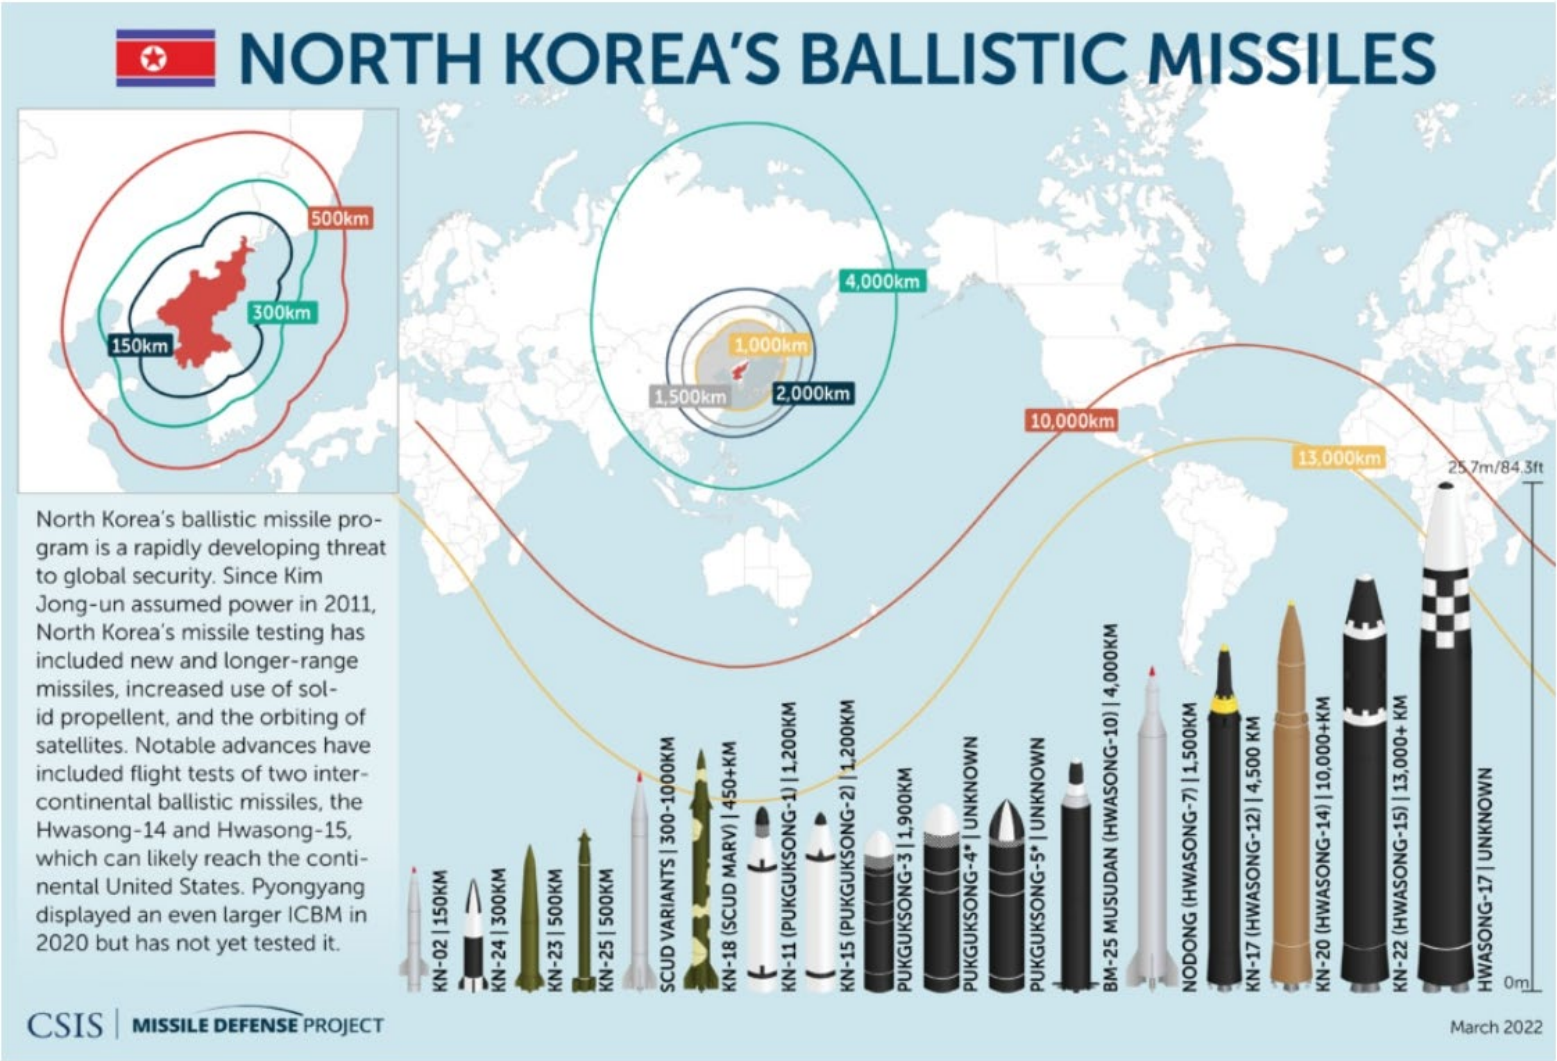 NORTH KOREA'S BALLISTIC MISSILES
500km
300km
150km
4,000km
1,000km
1,500km
2,000km
10,000km
13,000km
25.7m/84.3ft
North Korea's ballistic missile pro-
gram is a rapidly developing threat
to global security. Since Kim
Jong-un assumed power in 2011,
North Korea's missile testing has
included new and longer-range
missiles, increased use of sol-
id propellent, and the orbiting of
satellites. Notable advances have
included flight tests of two inter-
continental ballistic missiles, the
Hwasong-14 and Hwasong-15,
which can likely reach the conti-
nental United States. Pyongyang
displayed an even larger ICBM in
2020 but has not yet tested it.
KN-02 | 150KM
KN-24 | 300KM
KN-23 | 500KM
KN-25 | 500KM
SCUD VARIANTS | 300-1000KM
KN-18 (SCUD MARV) | 450+KM
KN-11 (PUKGUKSONG-1) | 1,200KM
KN-15 (PUKGUKSONG-2) | 1,200KM
PUKGUKSONG-3 | 1,900KM
PUKGUKSONG-4* | UNKNOWN
PUKGUKSONG-5* | UNKNOWN
BM-25 MUSUDAN (HWASONG-10) | 4,000KM
NODONG (HWASONG-7) | 1,500KM
KN-17 (HWASONG-12) | 4,500 KM
KN-20 (HWASONG-14) | 10,000+KM
KN-22 (HWASONG-15) | 13,000+ KM
HWASONG-17 | UNKNOWN
0m
CSIS | MISSILE DEFENSE PROJECT
March 2022